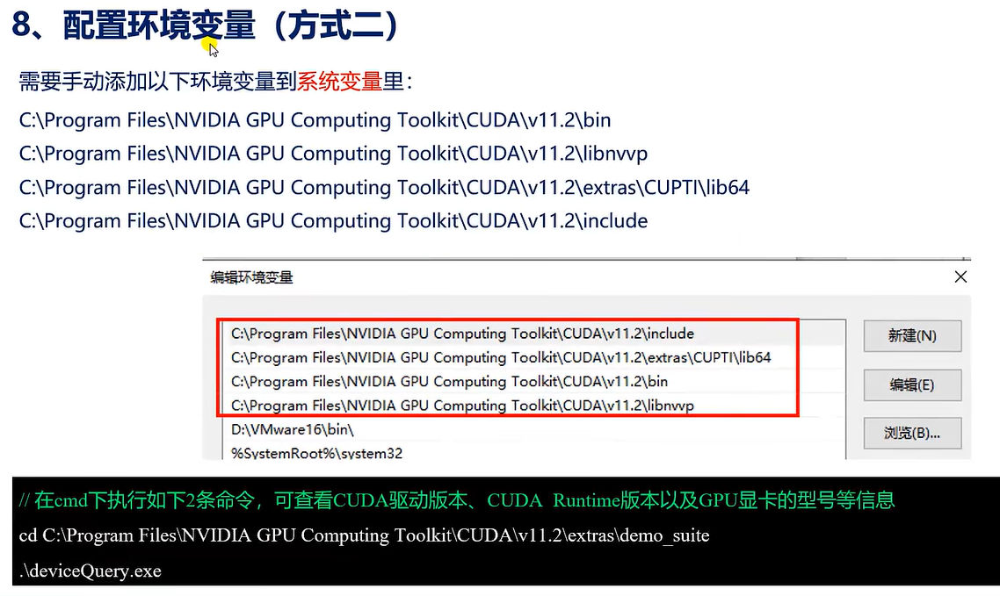 8、配置环境变量（方式二）
需要手动添加以下环境变量到系统变量里：
C:\Program Files\NVIDIA GPU Computing Toolkit\CUDA\v11.2\bin
C:\Program Files\NVIDIA GPU Computing Toolkit\CUDA\v11.2\libnvvp
C:\Program Files\NVIDIA GPU Computing Toolkit\CUDA\v11.2\extras\CUPTI\lib64
C:\Program Files\NVIDIA GPU Computing Toolkit\CUDA\v11.2\include
编辑环境变量
C:\Program Files\NVIDIA GPU Computing Toolkit\CUDA\v11.2\include
C:\Program Files\NVIDIA GPU Computing Toolkit\CUDA\v11.2\extras\CUPTI\lib64
C:\Program Files\NVIDIA GPU Computing Toolkit\CUDA\v11.2\bin
C:\Program Files\NVIDIA GPU Computing Toolkit\CUDA\v11.2\libnvvp
D:\VMware16\bin\
%SystemRoot%\system32
新建(N)
编辑(E)
浏览(B)...
// 在cmd下执行如下2条命令，可查看CUDA驱动版本、CUDA Runtime版本以及GPU显卡的型号等信息
cd C:\Program Files\NVIDIA GPU Computing Toolkit\CUDA\v11.2\extras\demo_suite
.\deviceQuery.exe